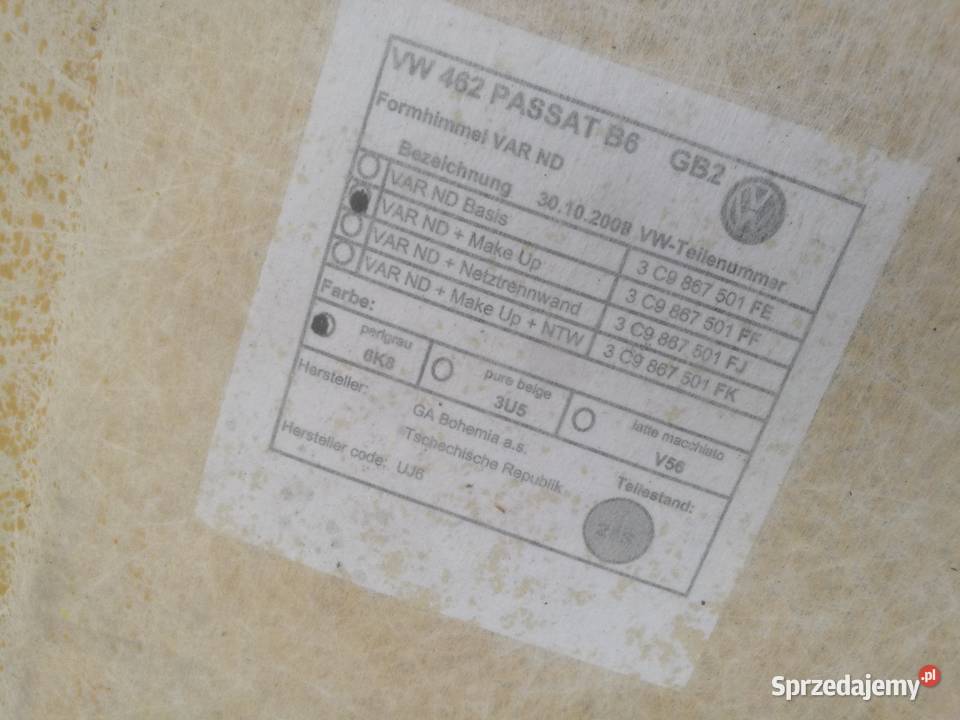 VW 462 PASSAT B6 GB2
Formhimmel VAR ND
Bezeichnung 30.10.2008 VW-Teilenummer
VAR ND Basis 3 C9 867 501 FE
VAR ND + Make Up 3 C9 867 501 FF
VAR ND + Netztrennwand 3 C9 867 501 FJ
VAR ND + Make Up + NTW 3 C9 867 501 FK
Farbe:
perlgrau pure beige latte macchiato
6K8 3U5 V56
Hersteller: GA Bohemia a.s.
Tschechische Republik
Hersteller code: UJ6 Teilestand:
Sprzedajemy.pl